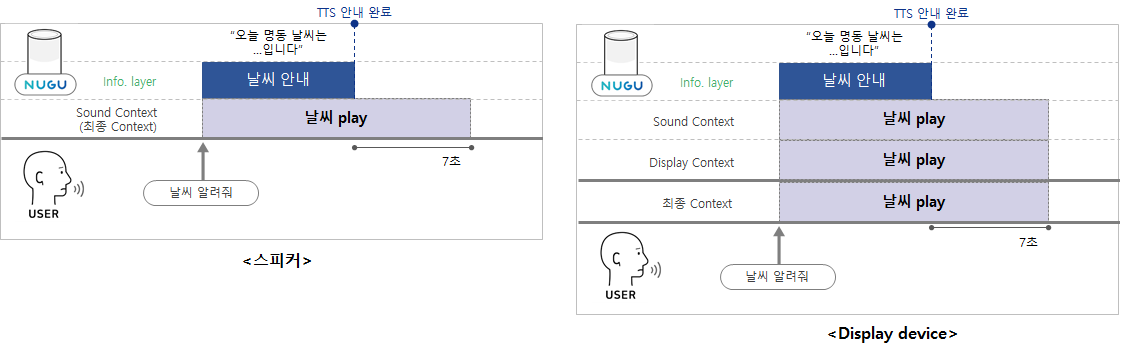 TTS 안내 완료
“오늘 명동 날씨는
...입니다”
NUGU
Info. layer
날씨 안내
Sound Context
(최종 Context)
날씨 play
7초
날씨 알려줘
USER
<스피커>
TTS 안내 완료
“오늘 명동 날씨는
...입니다”
NUGU
Info. layer
날씨 안내
Sound Context
날씨 play
Display Context
날씨 play
최종 Context
날씨 play
7초
날씨 알려줘
USER
<Display device>